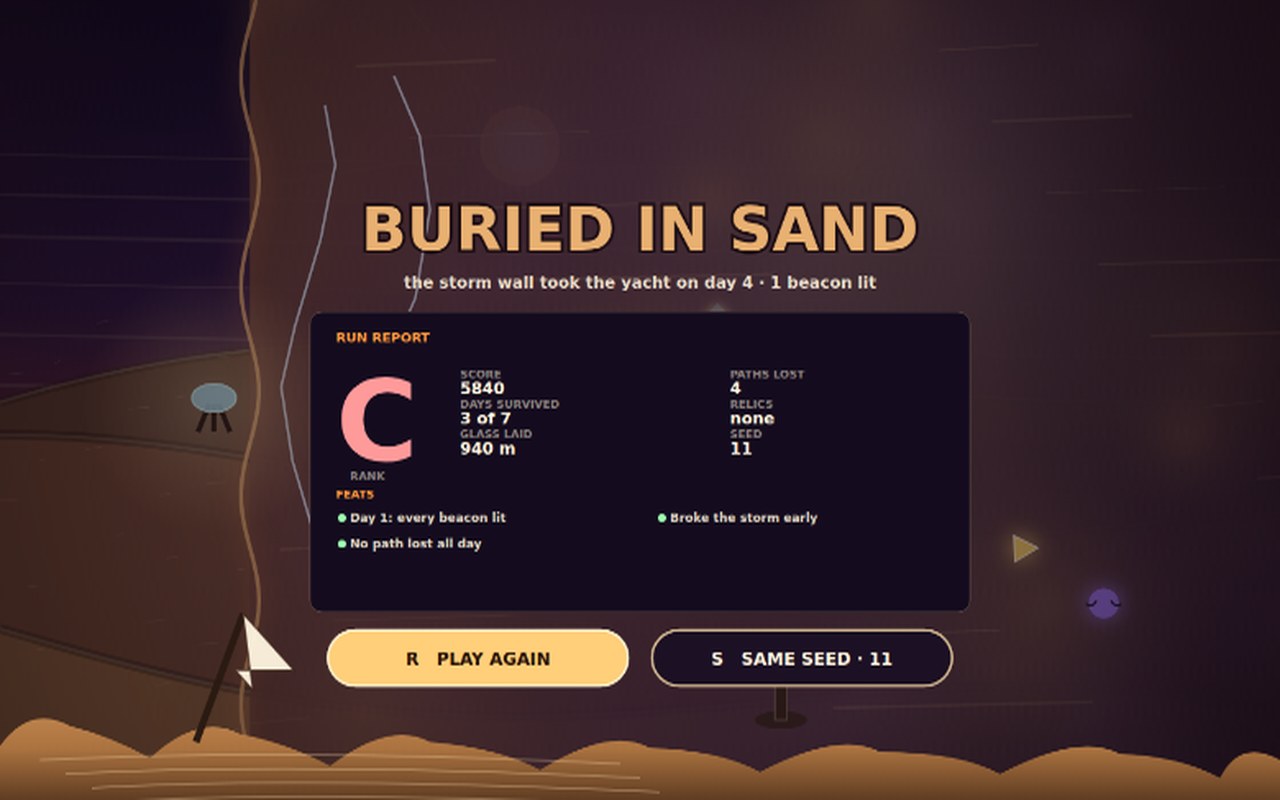 BURIED IN SAND
the storm wall took the yacht on day 4 · 1 beacon lit
RUN REPORT
C
RANK
SCORE
5840
DAYS SURVIVED
3 of 7
GLASS LAID
940 m
PATHS LOST
4
RELICS
none
SEED
11
FEATS
Day 1: every beacon lit
Broke the storm early
No path lost all day
R PLAY AGAIN
S SAME SEED · 11